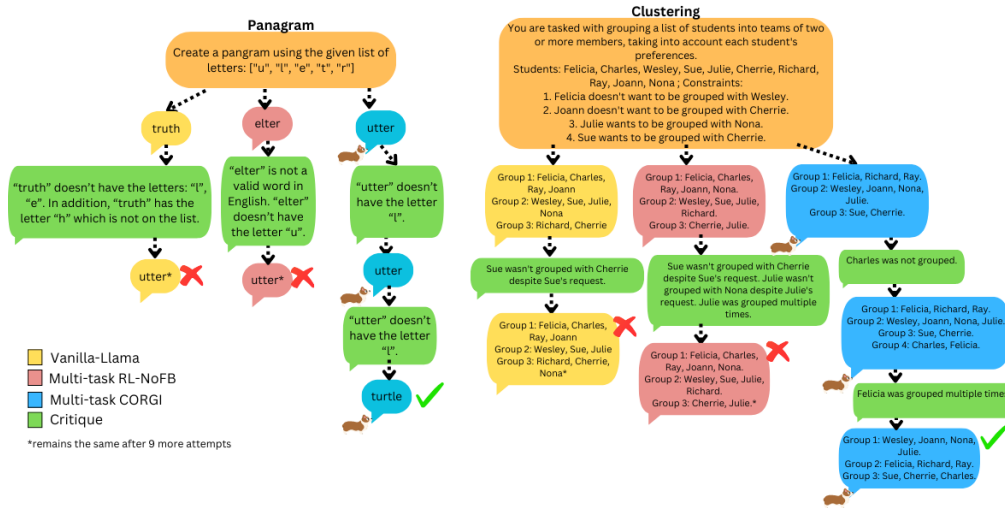 Panagram
Create a pangram using the given list of
letters: ["u", "l", "e", "t", "r"]
truth
elter
utter
"truth" doesn't have the letters: "l",
"e". In addition, "truth" has the
letter "h" which is not on the list.
"elter" is not a
valid word in
English. "elter"
doesn't have
the letter "u".
"utter" doesn't
have the letter
"l".
utter*
utter*
utter
"utter" doesn't
have the letter
"l".
turtle
Vanilla-Llama
Multi-task RL-NoFB
Multi-task CORGI
Critique
*remains the same after 9 more attempts
Clustering
You are tasked with grouping a list of students into teams of two
or more members, taking into account each student's
preferences.
Students: Felicia, Charles, Wesley, Sue, Julie, Cherrie, Richard,
Ray, Joann, Nona ; Constraints:
1. Felicia doesn't want to be grouped with Wesley.
2. Joann doesn't want to be grouped with Cherrie.
3. Julie wants to be grouped with Nona.
4. Sue wants to be grouped with Cherrie.
Group 1: Felicia, Charles,
Ray, Joann
Group 2: Wesley, Sue, Julie,
Nona
Group 3: Richard, Cherrie
Group 1: Felicia, Charles,
Ray, Joann, Nona.
Group 2: Wesley, Sue, Julie,
Richard.
Group 3: Cherrie, Julie.
Group 1: Felicia, Richard, Ray.
Group 2: Wesley, Joann, Nona,
Julie.
Group 3: Sue, Cherrie.
Sue wasn't grouped with Cherrie
despite Sue's request.
Sue wasn't grouped with Cherrie
despite Sue's request. Julie wasn't
grouped with Nona despite Julie's
request. Julie was grouped multiple
times.
Charles was not grouped.
Group 1: Felicia, Charles,
Ray, Joann
Group 2: Wesley, Sue, Julie
Group 3: Richard, Cherrie,
Nona*
Group 1: Felicia, Charles,
Ray, Joann, Nona.
Group 2: Wesley, Sue, Julie,
Richard.
Group 3: Cherrie, Julie.*
Group 1: Felicia, Richard, Ray.
Group 2: Wesley, Joann, Nona, Julie.
Group 3: Sue, Cherrie.
Group 4: Charles, Felicia.
Felicia was grouped multiple time
Group 1: Wesley, Joann, Nona,
Julie.
Group 2: Felicia, Richard, Ray.
Group 3: Sue, Cherrie, Charles.